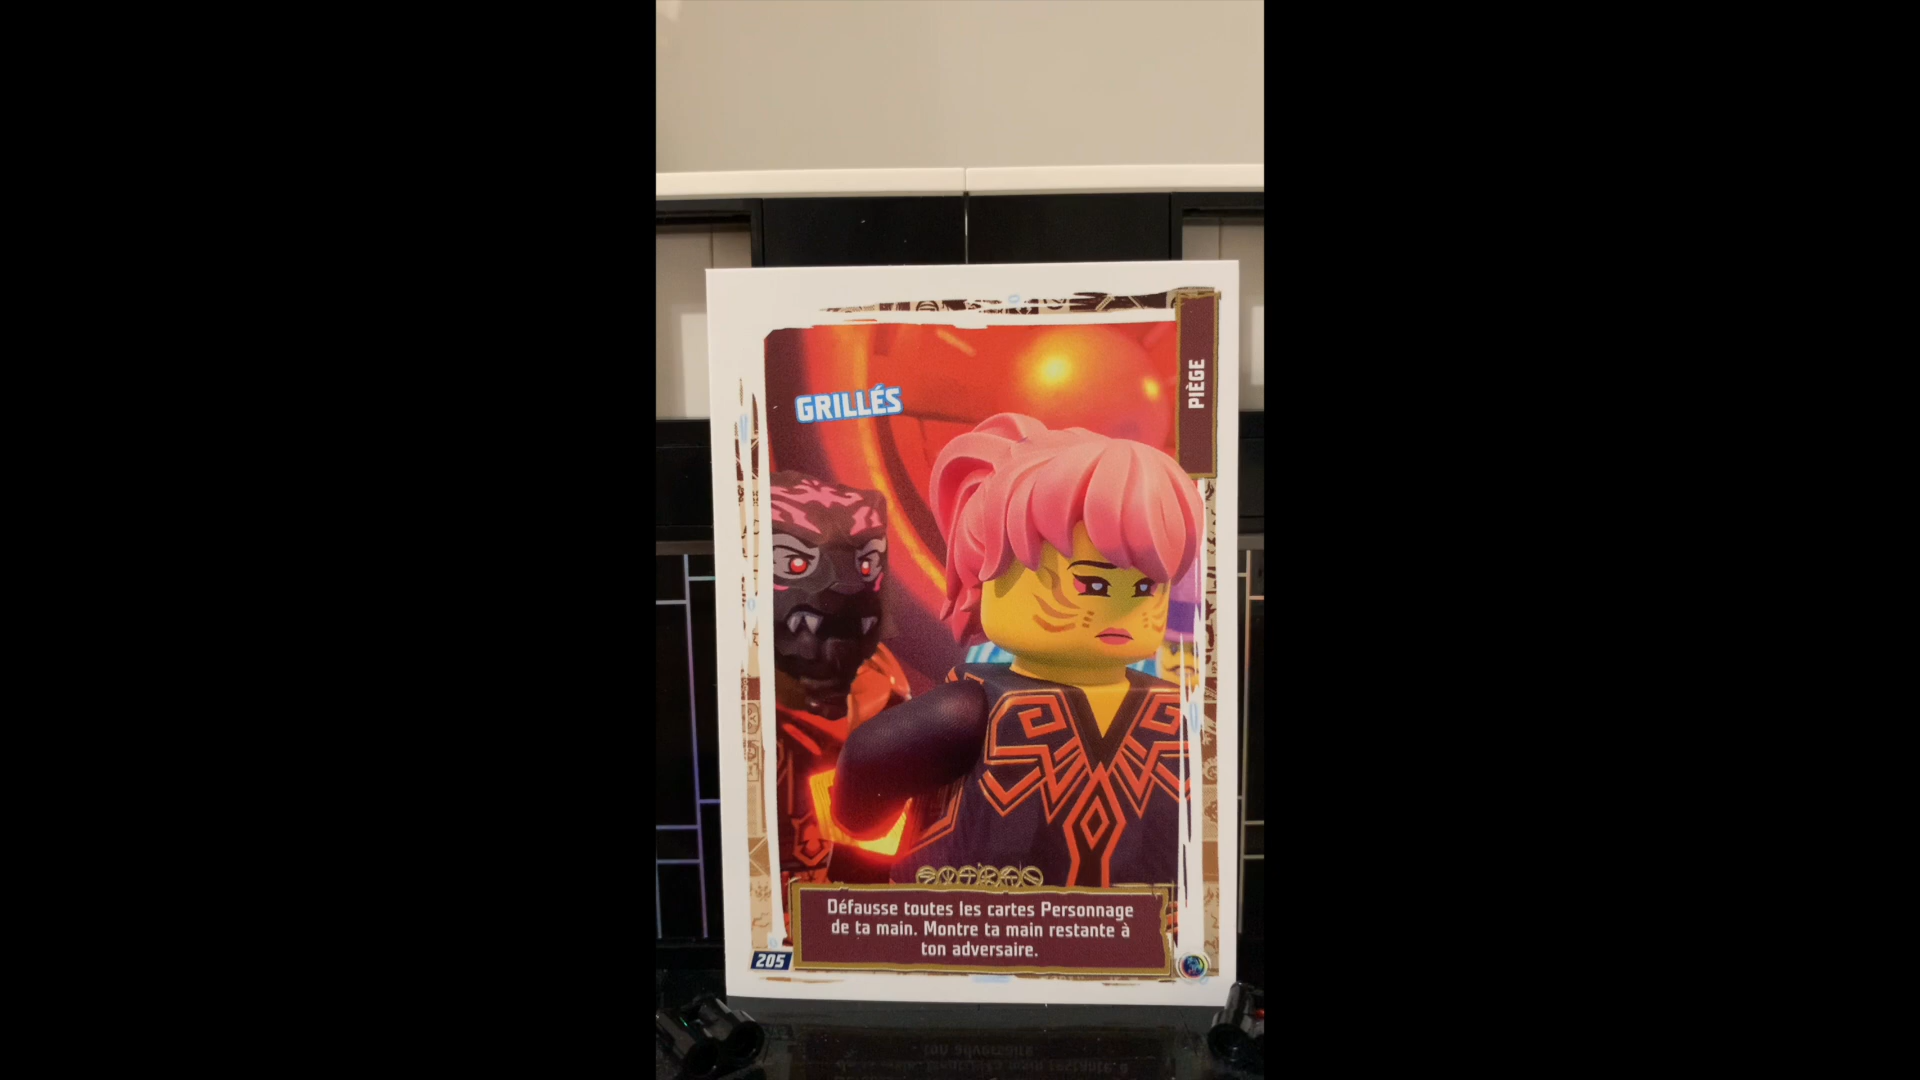 PIÈGE
GRILLÉS
Défausse toutes les cartes Personnage
de ta main. Montre ta main restante à
ton adversaire.
205